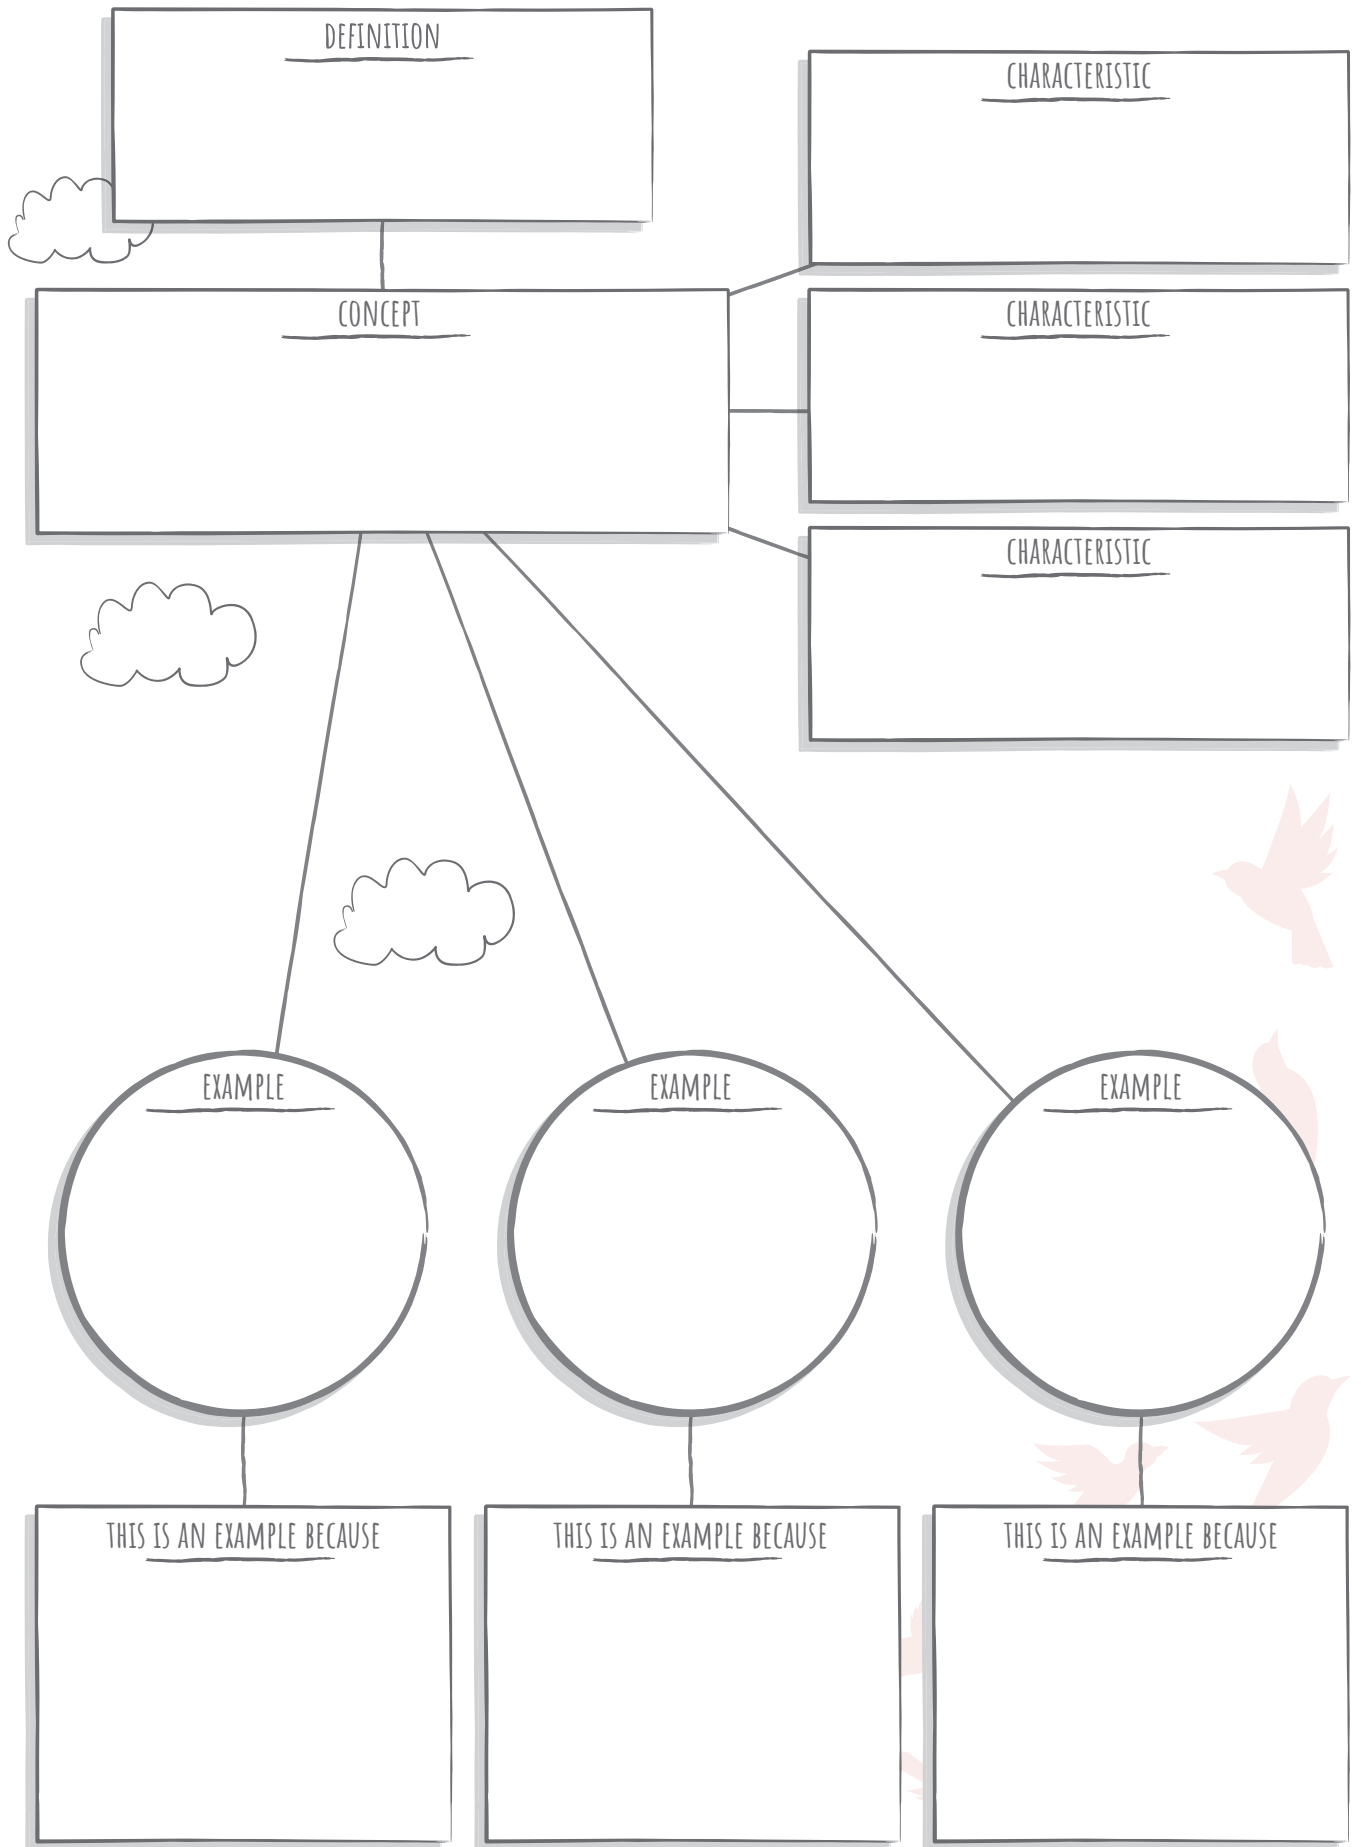 DEFINITION
CHARACTERISTIC
CONCEPT
CHARACTERISTIC
CHARACTERISTIC
EXAMPLE
EXAMPLE
EXAMPLE
THIS IS AN EXAMPLE BECAUSE
THIS IS AN EXAMPLE BECAUSE
THIS IS AN EXAMPLE BECAUSE